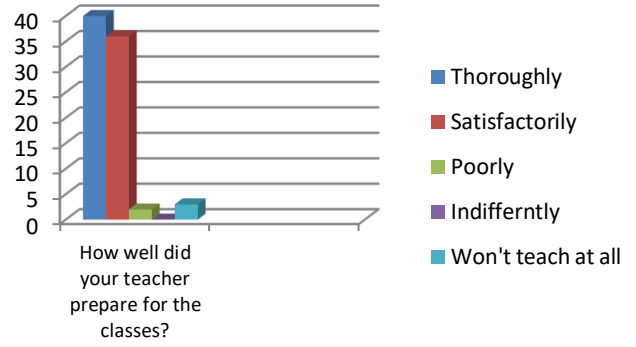 40
35
30
25
20
15
10
5
0
How well did
your teacher
prepare for the
classes?
Thoroughly
Satisfactorily
Poorly
Indifferntly
Won't teach at all